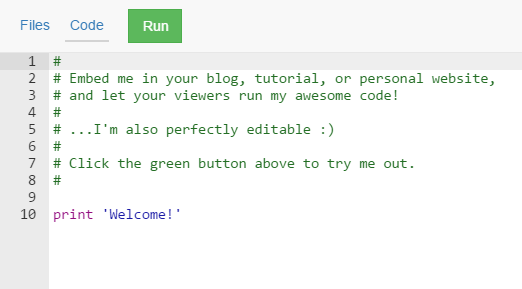 Files Code Run
1 #
2 # Embed me in your blog, tutorial, or personal website,
3 # and let your viewers run my awesome code!
4 #
5 # ...I'm also perfectly editable :)
6 #
7 # Click the green button above to try me out.
8 #
9
10 print 'Welcome!'